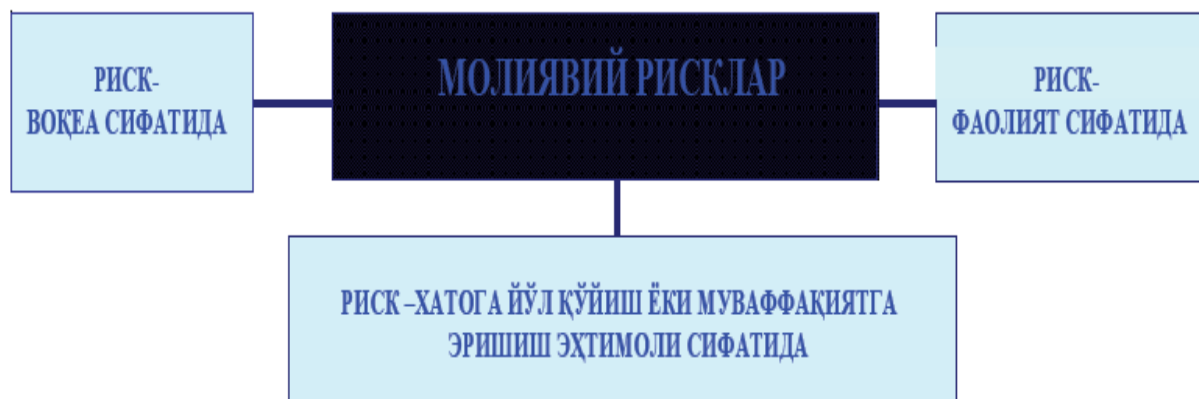 РИСК-
ВОҚЕА СИФАТИДА
МОЛИЯВИЙ РИСКЛАР
РИСК-
ФАОЛИЯТ СИФАТИДА
РИСК –ХАТОГА ЙЎЛ ҚЎЙИШ ЁКИ МУВАФФАҚИЯТГА
ЭРИШИШ ЭҲТИМОЛИ СИФАТИДА